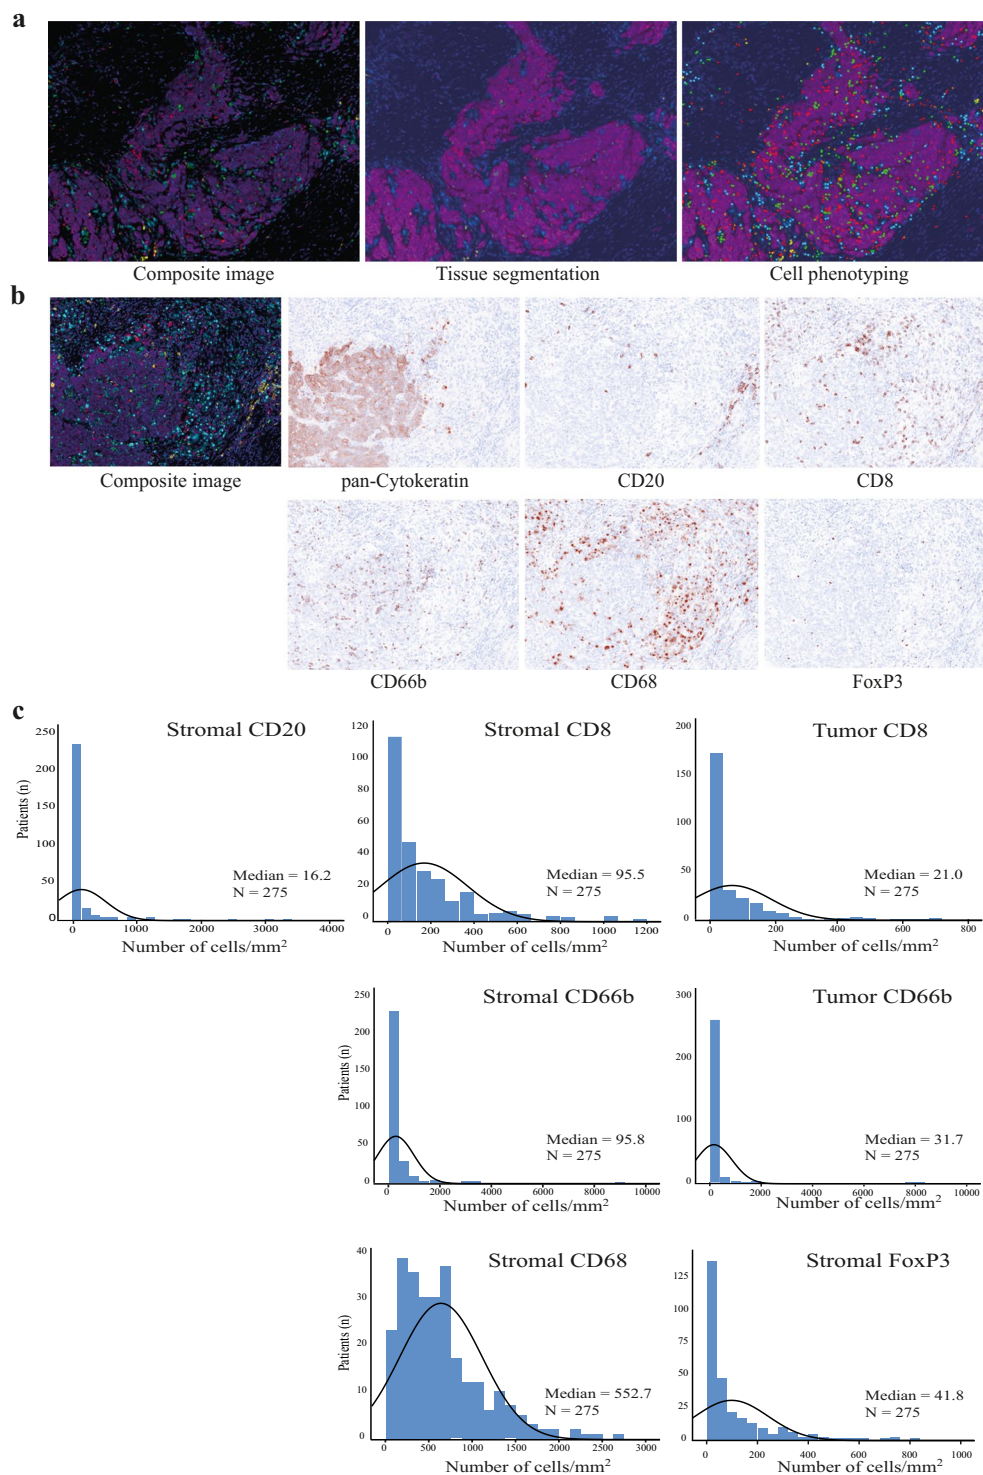 a
Composite image
Tissue segmentation
Cell phenotyping
b
Composite image
pan-Cytokeratin
CD20
CD8
CD66b
CD68
FoxP3
c
Stromal CD20
Patients (n)
250
200
150
100
50
0
Median = 16.2
N = 275
0 1000 2000 3000 4000
Number of cells/mm²
Stromal CD8
120
100
80
60
40
20
0
Median = 95.5
N = 275
0 200 400 600 800 1000 1200
Number of cells/mm²
Tumor CD8
200
150
100
50
0
Median = 21.0
N = 275
0 200 400 600 800
Number of cells/mm²
Stromal CD66b
Patients (n)
250
200
150
100
50
0
Median = 95.8
N = 275
0 2000 4000 6000 8000 10000
Number of cells/mm²
Tumor CD66b
300
200
100
0
Median = 31.7
N = 275
0 2000 4000 6000 8000 10000
Number of cells/mm²
Stromal CD68
Patients (n)
40
30
20
10
0
Median = 552.7
N = 275
0 500 1000 1500 2000 2500 3000
Number of cells/mm²
Stromal FoxP3
125
100
75
50
25
0
Median = 41.8
N = 275
0 200 400 600 800 1000
Number of cells/mm²